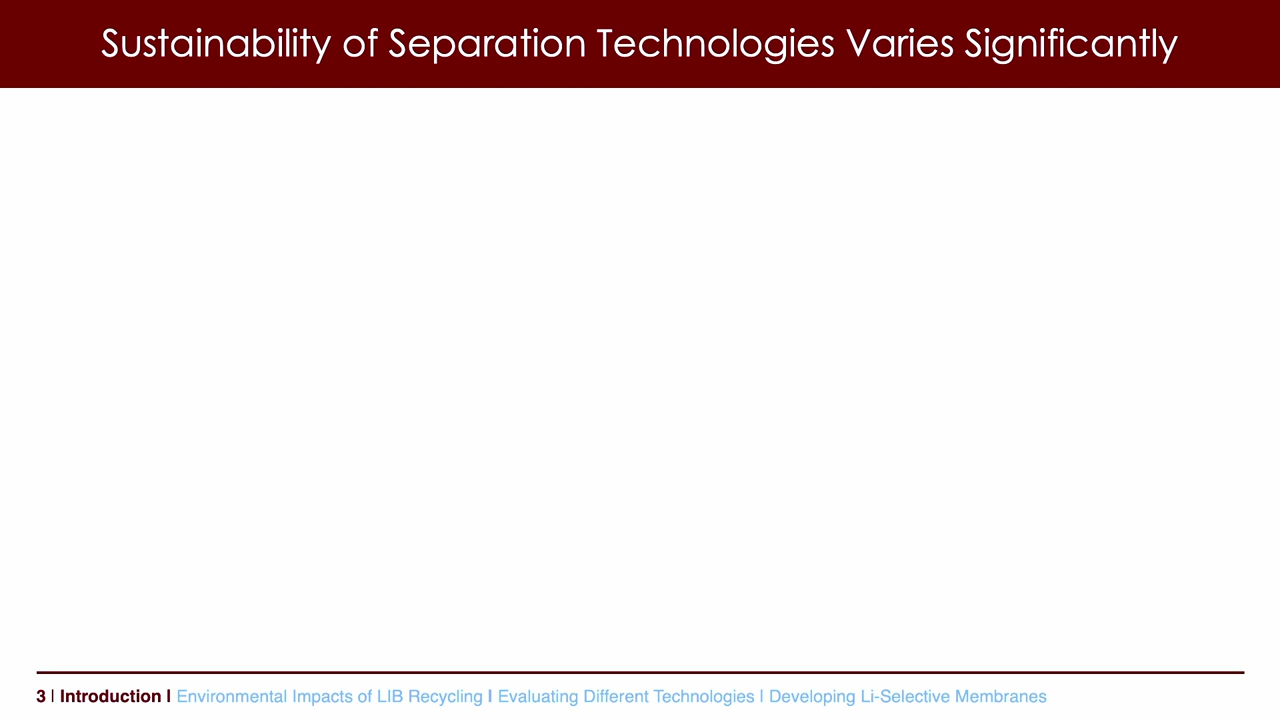 Sustainability of Separation Technologies Varies Significantly
3 | Introduction | Environmental Impacts of LIB Recycling | Evaluating Different Technologies | Developing Li-Selective Membranes